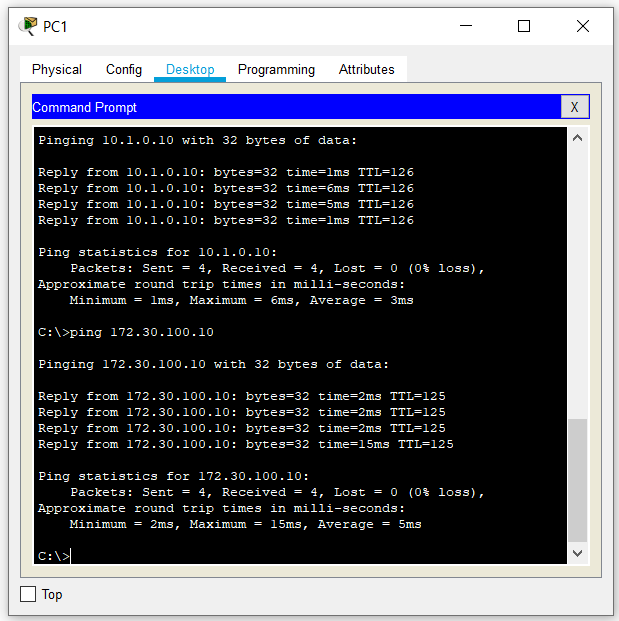 PC1
Physical Config Desktop Programming Attributes
Command Prompt X
Pinging 10.1.0.10 with 32 bytes of data:
Reply from 10.1.0.10: bytes=32 time=1ms TTL=126
Reply from 10.1.0.10: bytes=32 time=6ms TTL=126
Reply from 10.1.0.10: bytes=32 time=5ms TTL=126
Reply from 10.1.0.10: bytes=32 time=1ms TTL=126
Ping statistics for 10.1.0.10:
Packets: Sent = 4, Received = 4, Lost = 0 (0% loss),
Approximate round trip times in milli-seconds:
Minimum = 1ms, Maximum = 6ms, Average = 3ms
C:\>ping 172.30.100.10
Pinging 172.30.100.10 with 32 bytes of data:
Reply from 172.30.100.10: bytes=32 time=2ms TTL=125
Reply from 172.30.100.10: bytes=32 time=2ms TTL=125
Reply from 172.30.100.10: bytes=32 time=2ms TTL=125
Reply from 172.30.100.10: bytes=32 time=15ms TTL=125
Ping statistics for 172.30.100.10:
Packets: Sent = 4, Received = 4, Lost = 0 (0% loss),
Approximate round trip times in milli-seconds:
Minimum = 2ms, Maximum = 15ms, Average = 5ms
C:\>
Top